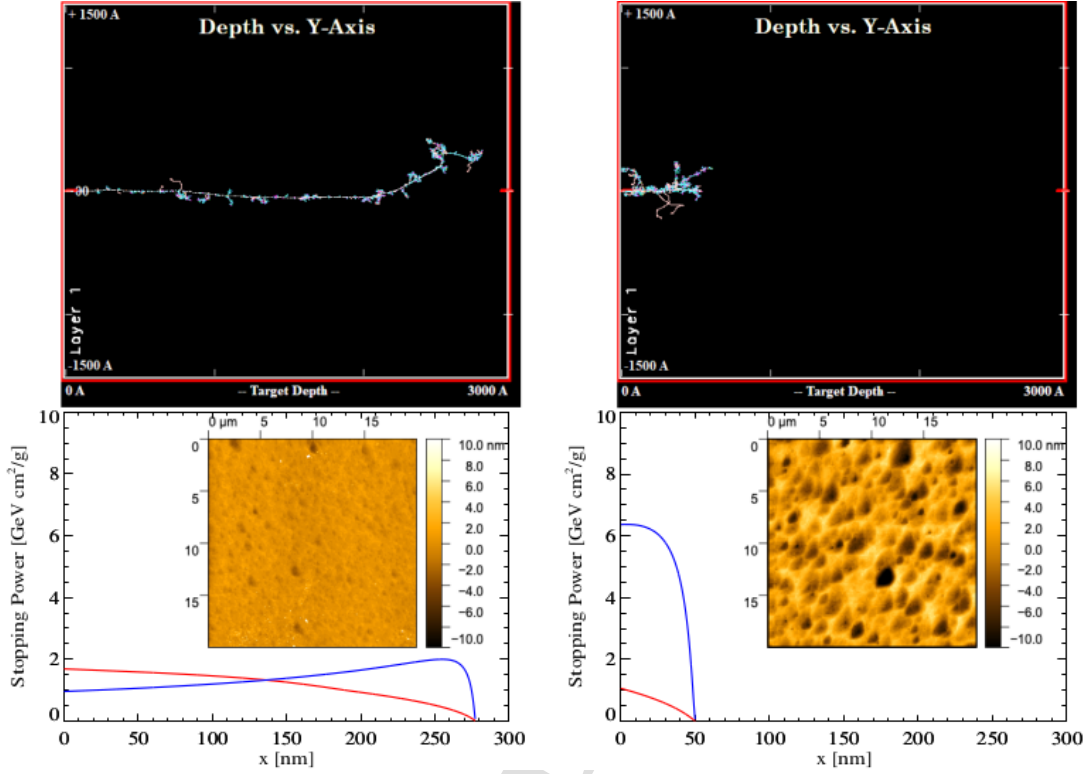 + 1500 A
Depth vs. Y-Axis
Layer 1
-1500 A
0 A
-- Target Depth --
3000 A
+ 1500 A
Depth vs. Y-Axis
Layer 1
-1500 A
0 A
-- Target Depth --
3000 A
10
8
6
4
2
0
Stopping Power [GeV cm²/g]
0 µm 5 10 15
0
5
10
15
10.0 nm
8.0
6.0
4.0
2.0
0.0
−2.0
−4.0
−6.0
−10.0
0 50 100 150 200 250 300
x [nm]
10
8
6
4
2
0
Stopping Power [GeV cm²/g]
0 µm 5 10 15
0
5
10
15
10.0 nm
8.0
6.0
4.0
2.0
0.0
−2.0
−4.0
−6.0
−10.0
0 50 100 150 200 250 300
x [nm]